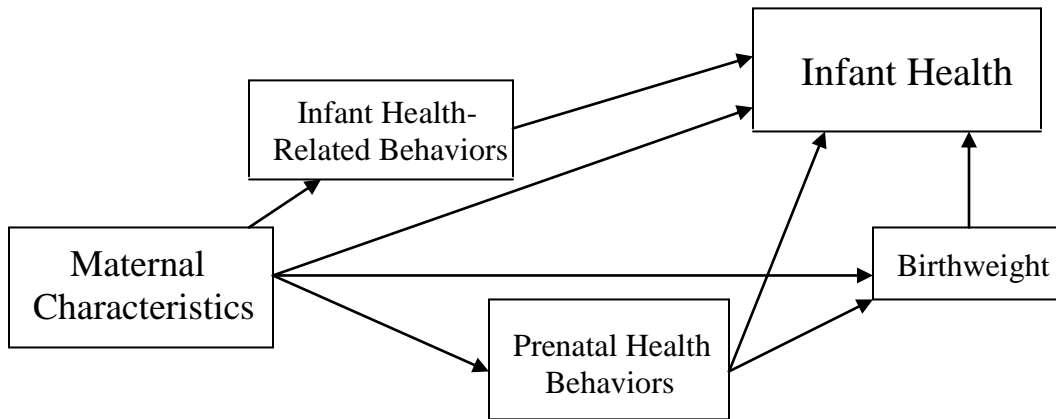 Infant Health
Infant Health-
Related Behaviors
Maternal
Characteristics
Birthweight
Prenatal Health
Behaviors